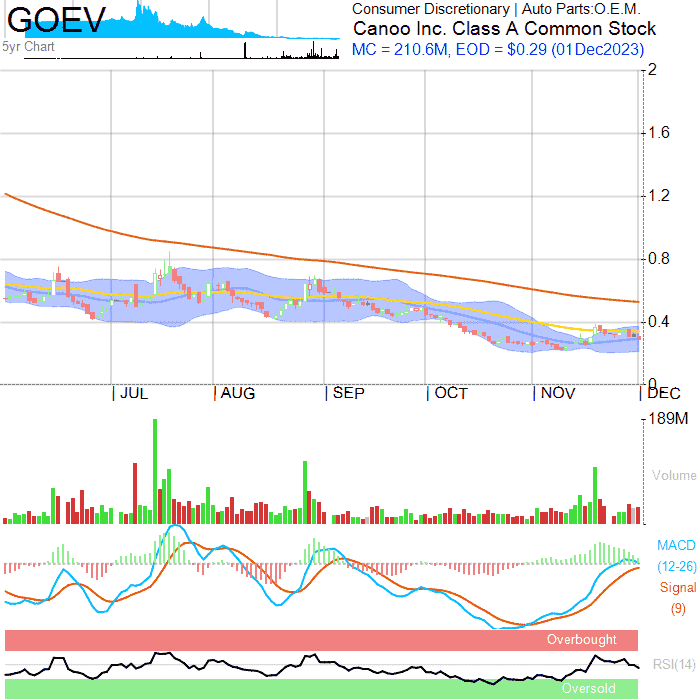 GOEV
5yr Chart
Consumer Discretionary | Auto Parts:O.E.M.
Canoo Inc. Class A Common Stock
MC = 210.6M, EOD = $0.29 (01Dec2023)
2
1.6
1.2
0.8
0.4
0
| JUL | AUG | SEP | OCT | NOV | DEC
189M
Volume
MACD
(12-26)
Signal
(9)
Overbought
RSI(14)
Oversold